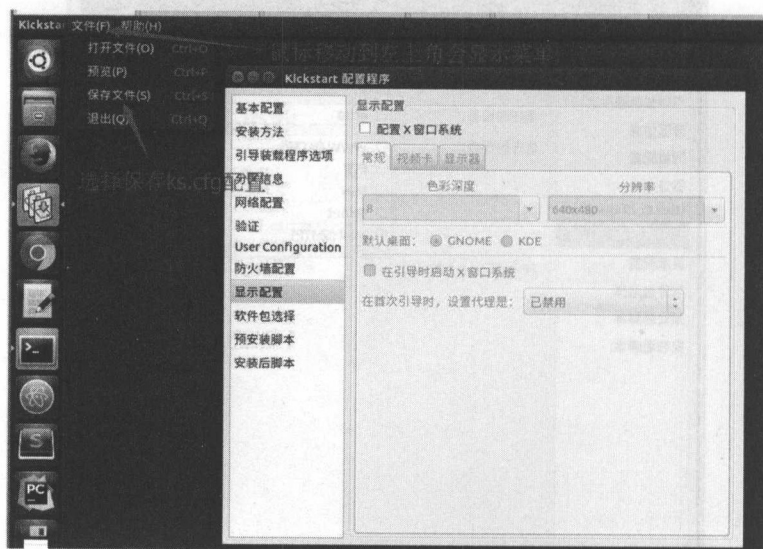 Kickstar 文件(F) 帮助(H)
打开文件(O) Ctrl+O
预览(P) Ctrl+P
保存文件(S) Ctrl+S
退出(Q) Ctrl+Q
鼠标移动到左上角会显示菜单
选择保存ks.cfg配置
Kickstart 配置程序
基本配置
安装方法
引导装载程序选项
分区信息
网络配置
验证
User Configuration
防火墙配置
显示配置
软件包选择
预安装脚本
安装后脚本
显示配置
配置 X 窗口系统
常规 视频卡 显示器
色彩深度 分辨率
8 640x480
默认桌面： GNOME KDE
在引导时启动 X 窗口系统
在首次引导时，设置代理是： 已禁用
>_
S
PC